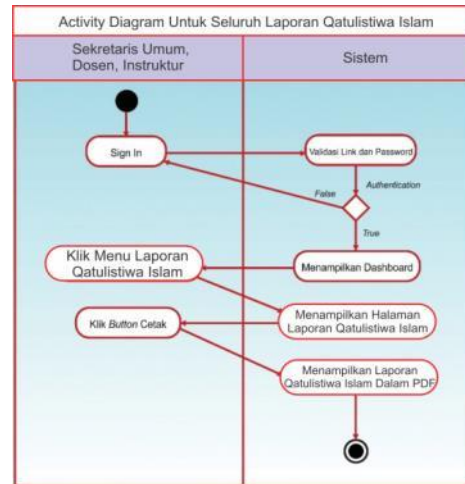 Activity Diagram Untuk Seluruh Laporan Qatulistiwa Islam
Sekretaris Umum,
Dosen, Instruktur
Sistem
Sign In
Validasi Link dan Password
False
Authentication
True
Klik Menu Laporan
Qatulistiwa Islam
Menampilkan Dashboard
Menampilkan Halaman
Laporan Qatulistiwa Islam
Klik Button Cetak
Menampilkan Laporan
Qatulistiwa Islam Dalam PDF